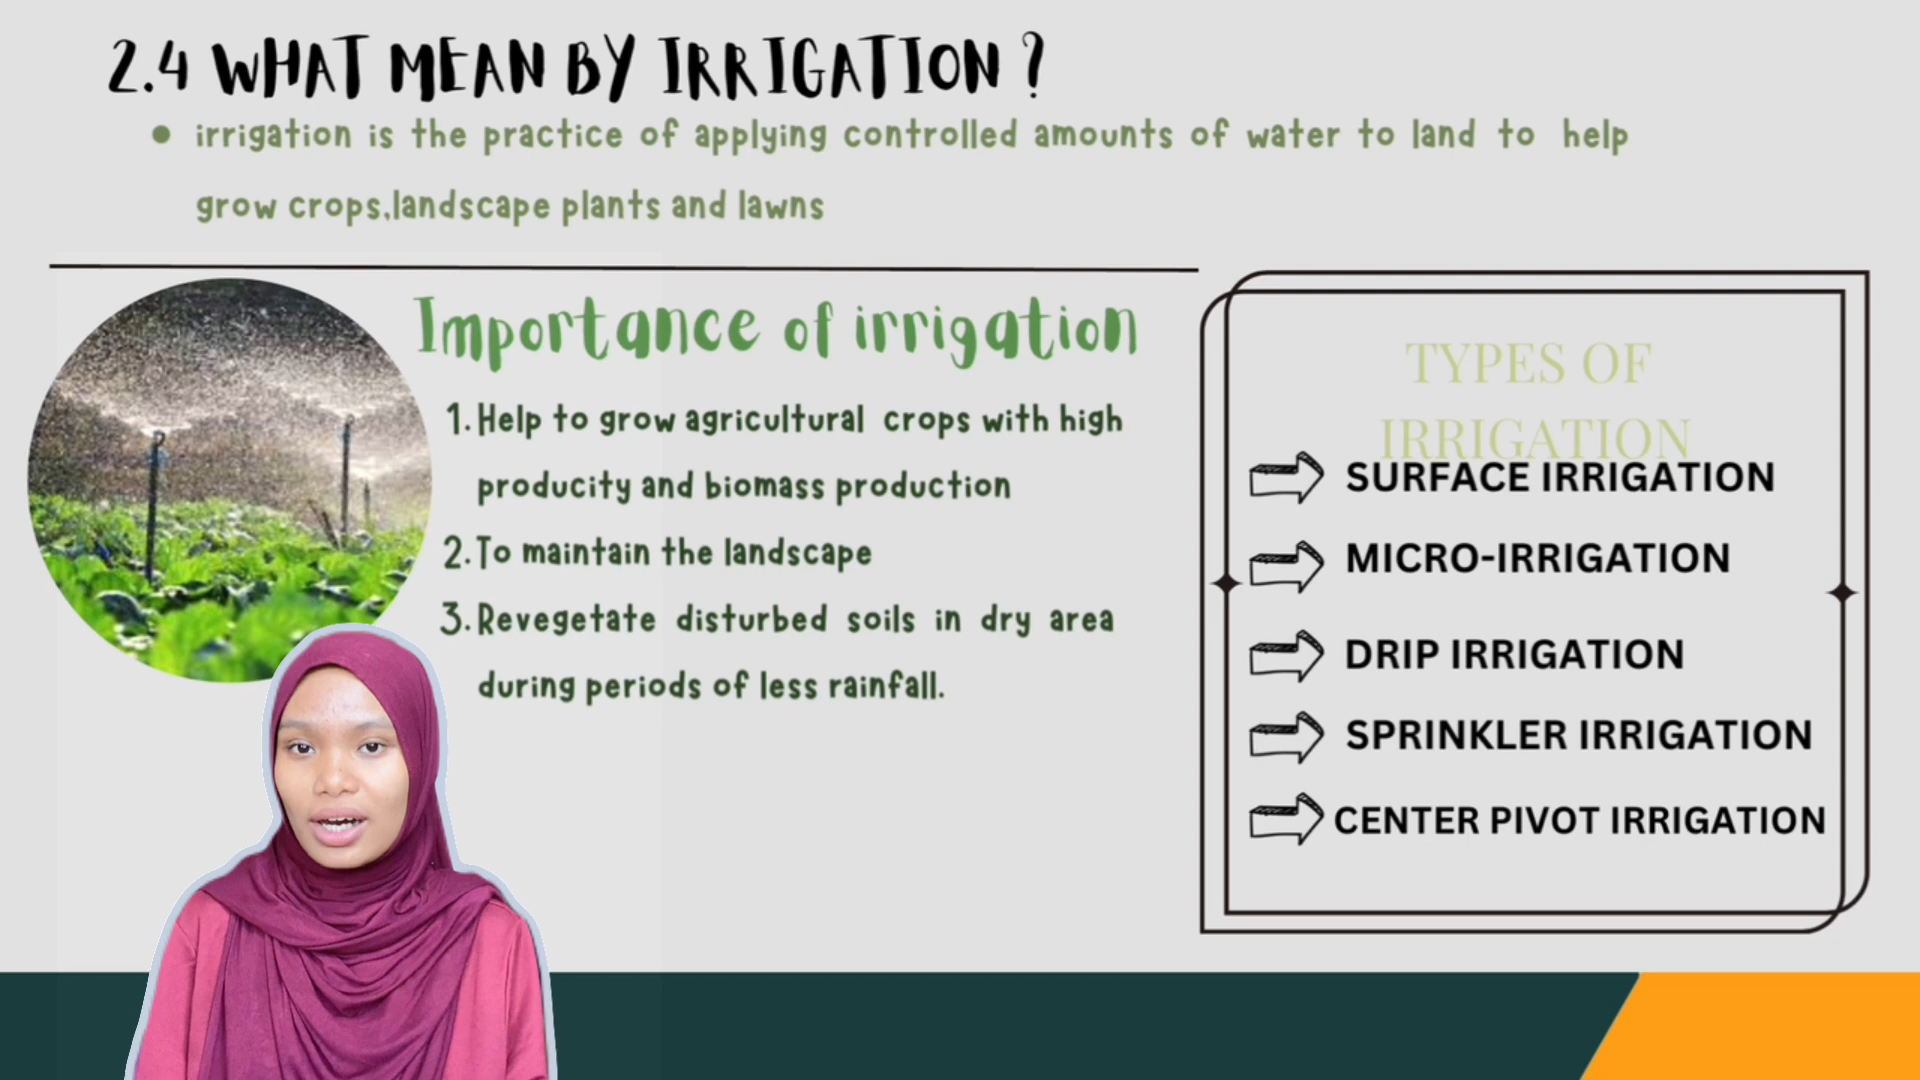 2.4 WHAT MEAN BY IRRIGATION ?
• irrigation is the practice of applying controlled amounts of water to land to help
grow crops,landscape plants and lawns
Importance of irrigation
1. Help to grow agricultural crops with high
producity and biomass production
2. To maintain the landscape
3. Revegetate disturbed soils in dry area
during periods of less rainfall.
TYPES OF
IRRIGATION
SURFACE IRRIGATION
MICRO-IRRIGATION
DRIP IRRIGATION
SPRINKLER IRRIGATION
CENTER PIVOT IRRIGATION